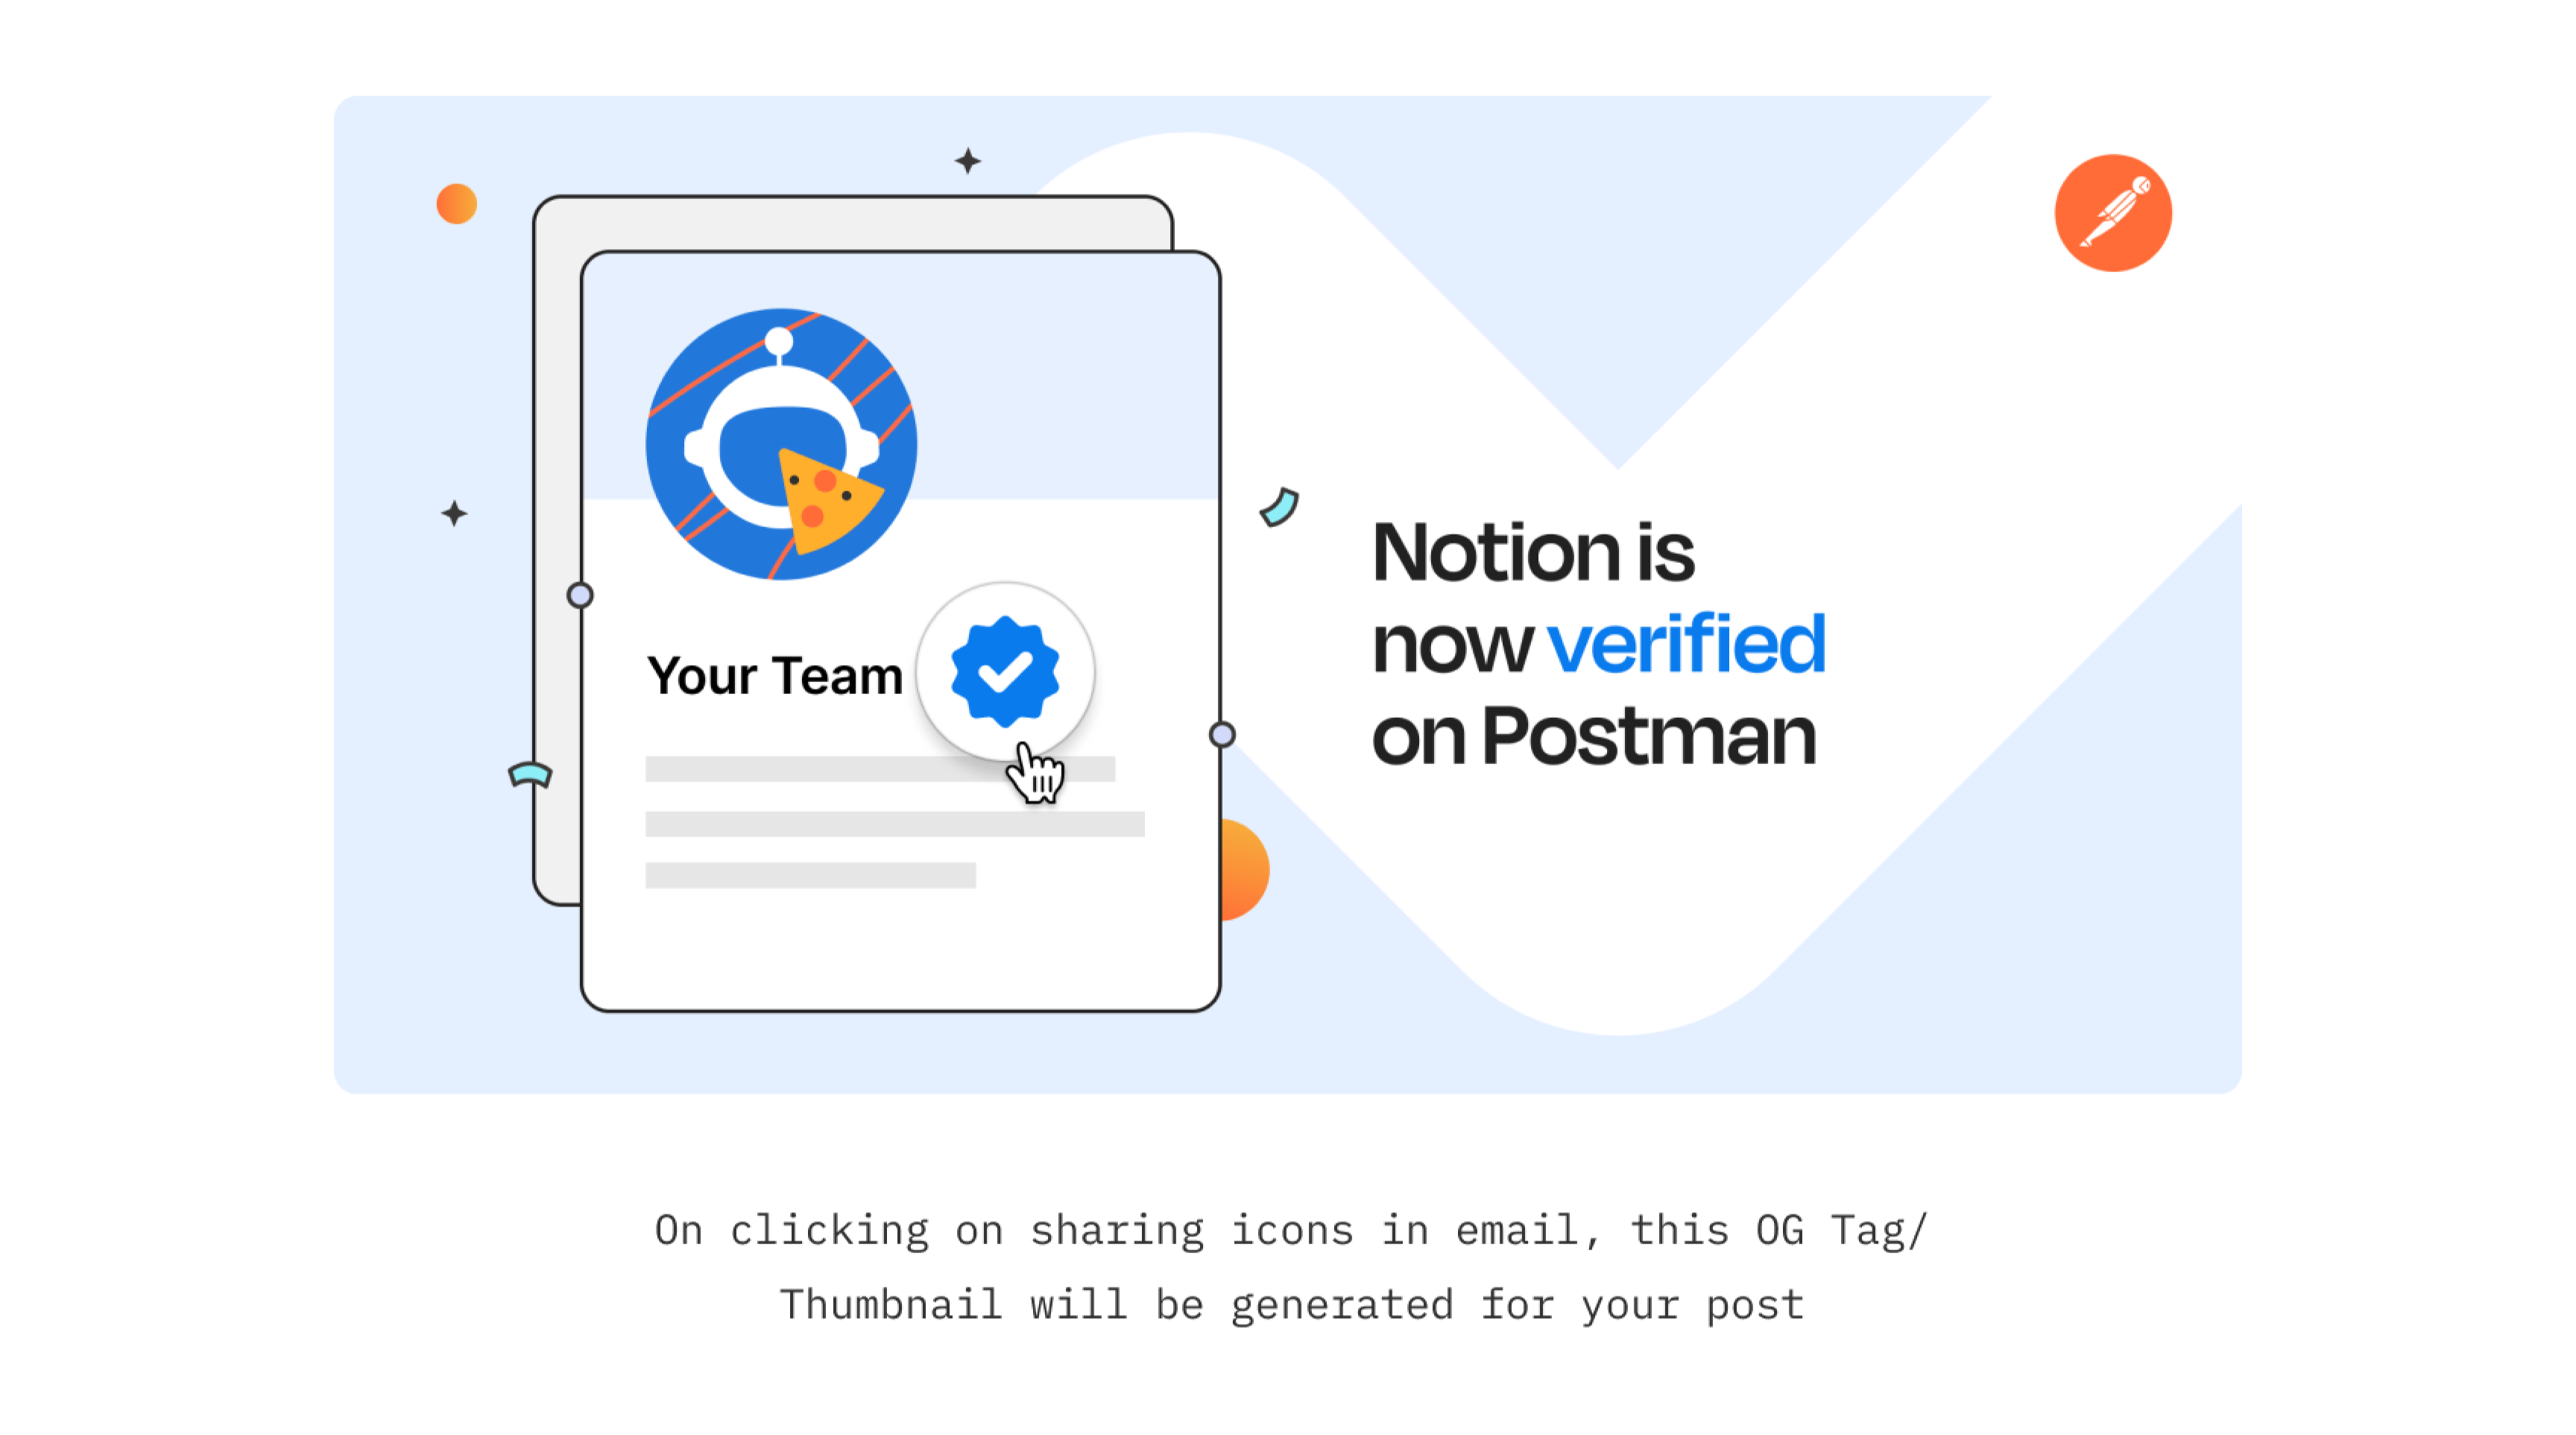 Your Team
Notion is
now verified
on Postman
On clicking on sharing icons in email, this OG Tag/
Thumbnail will be generated for your post